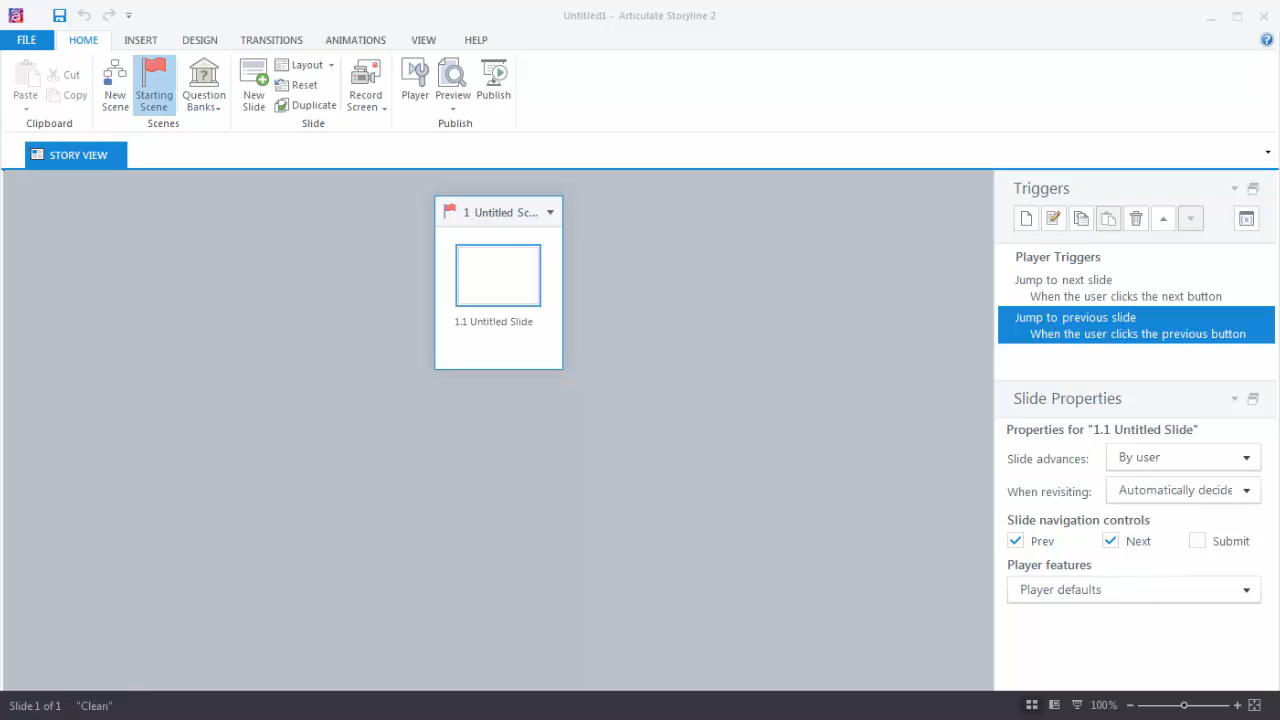 Untitled1 - Articulate Storyline 2
FILE HOME INSERT DESIGN TRANSITIONS ANIMATIONS VIEW HELP
Paste Cut Copy
Clipboard
New Scene Starting Scene Question Banks
Scenes
New Slide Layout Reset Duplicate Record Screen
Slide
Player Preview Publish
Publish
STORY VIEW
1 Untitled Sc...
1.1 Untitled Slide
Triggers
Player Triggers
Jump to next slide
When the user clicks the next button
Jump to previous slide
When the user clicks the previous button
Slide Properties
Properties for "1.1 Untitled Slide"
Slide advances: By user
When revisiting: Automatically decide
Slide navigation controls
Prev Next Submit
Player features
Player defaults
Slide 1 of 1 "Clean" 100%